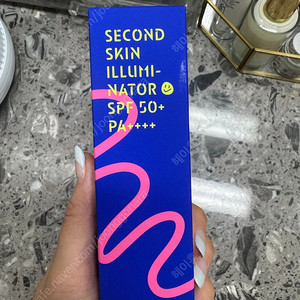 SECOND
SKIN
ILLUMI-
NATOR
SPF 50+
PA++++